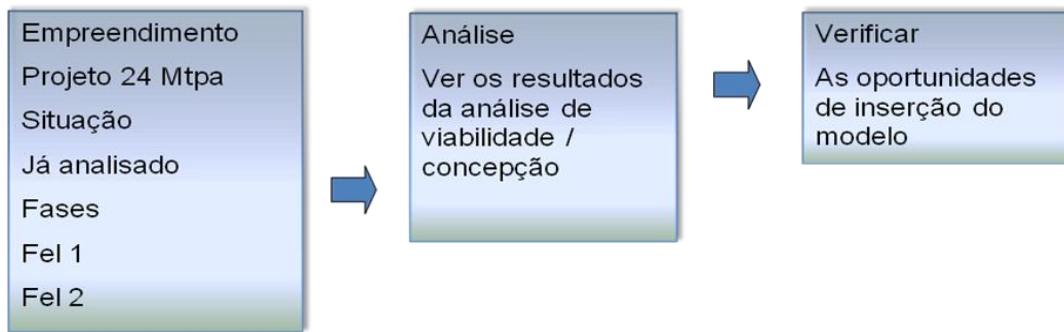 Empreendimento
Projeto 24 Mtpa
Situação
Já analisado
Fases
Fel 1
Fel 2
Análise
Ver os resultados
da análise de
viabilidade /
concepção
Verificar
As oportunidades
de inserção do
modelo